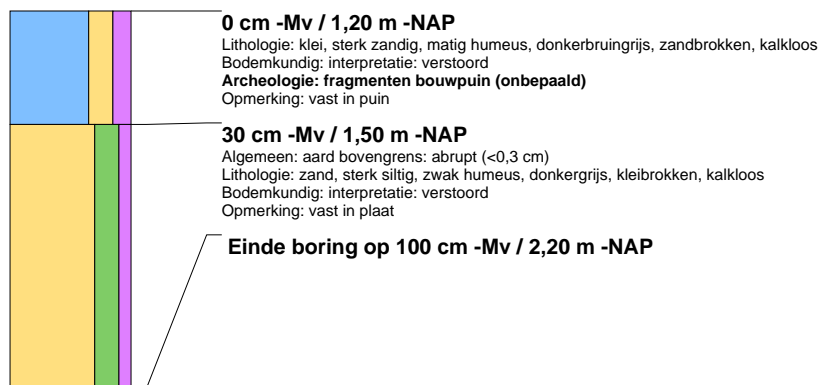 0 cm -Mv / 1,20 m -NAP
Lithologie: klei, sterk zandig, matig humeus, donkerbruingrijs, zandbrokken, kalkloos
Bodemkundig: interpretatie: verstoord
Archeologie: fragmenten bouwpuin (onbepaald)
Opmerking: vast in puin
30 cm -Mv / 1,50 m -NAP
Algemeen: aard bovengrens: abrupt (<0,3 cm)
Lithologie: zand, sterk siltig, zwak humeus, donkergrijs, kleibrokken, kalkloos
Bodemkundig: interpretatie: verstoord
Opmerking: vast in plaat
Einde boring op 100 cm -Mv / 2,20 m -NAP